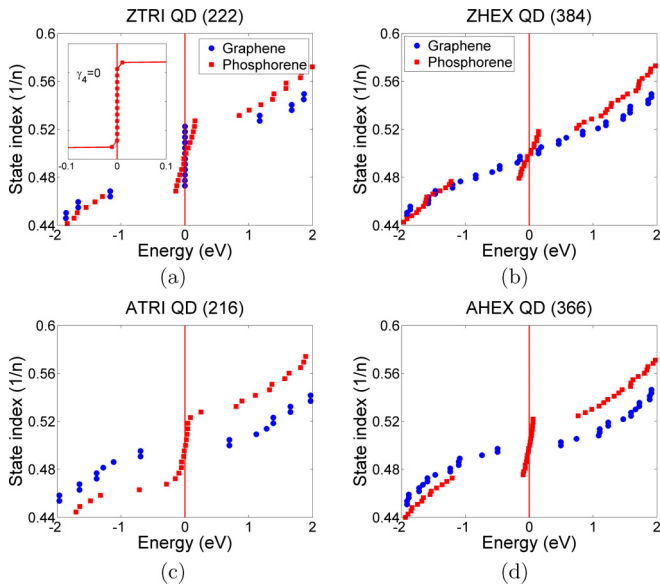 ZTRI QD (222)
ZHEX QD (384)
0.6
0.56
0.52
0.48
0.44
State index (1/n)
γ4=0
-0.1 0 0.1
Graphene
Phosphorene
-2 -1 0 1 2
Energy (eV)
(a)
0.6
0.56
0.52
0.48
0.44
State index (1/n)
Graphene
Phosphorene
-2 -1 0 1 2
Energy (eV)
(b)
ATRI QD (216)
AHEX QD (366)
0.6
0.56
0.52
0.48
0.44
State index (1/n)
-2 -1 0 1 2
Energy (eV)
(c)
0.6
0.56
0.52
0.48
0.44
State index (1/n)
-2 -1 0 1 2
Energy (eV)
(d)